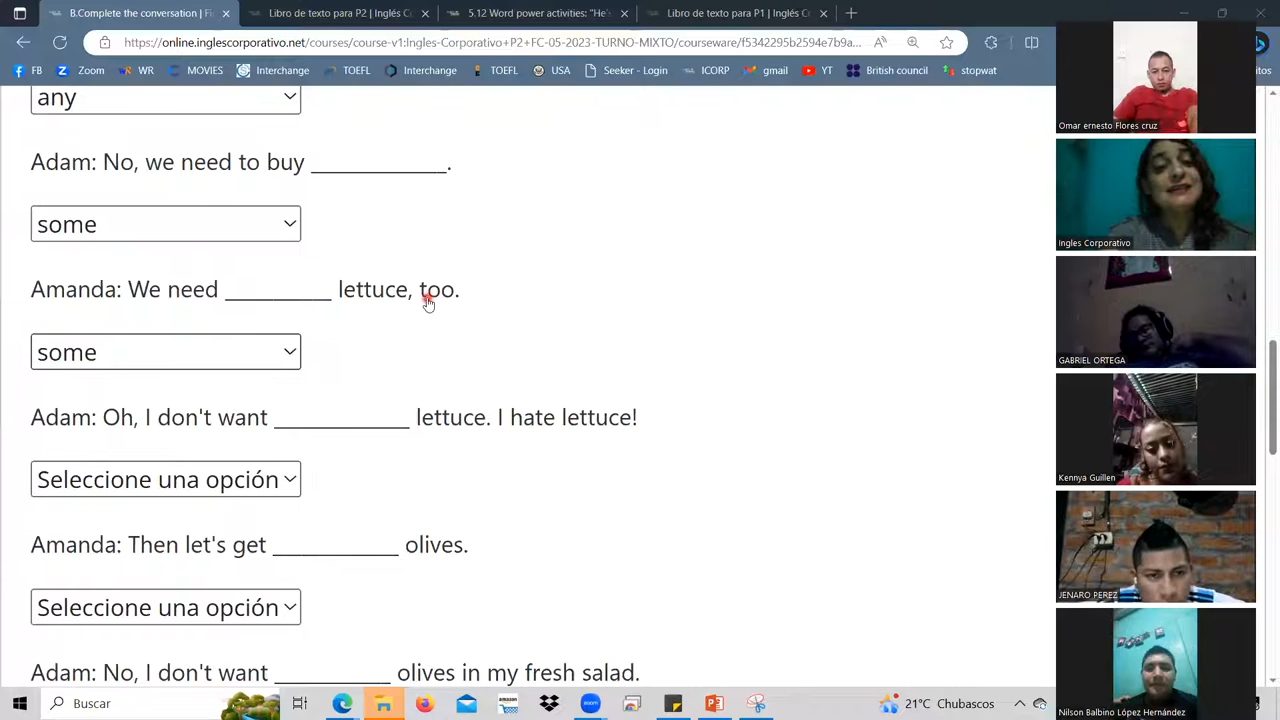 B.Complete the conversation | Fi
Libro de texto para P2 | Inglés Co
5.12 Word power activities: "He's
Libro de texto para P1 | Inglés Co
https://online.inglescorporativo.net/courses/course-v1:Ingles-Corporativo+P2+FC-05-2023-TURNO-MIXTO/courseware/f5342295b2594e7b9a...
FB
Zoom
WR
MOVIES
Interchange
TOEFL
Interchange
TOEFL
USA
Seeker - Login
ICORP
gmail
YT
British council
stopwat
any
Adam: No, we need to buy ____________.
some
Amanda: We need __________ lettuce, too.
some
Adam: Oh, I don't want _____________ lettuce. I hate lettuce!
Seleccione una opción
Amanda: Then let's get ____________ olives.
Seleccione una opción
Adam: No, I don't want ___________ olives in my fresh salad.
Omar ernesto Flores cruz
Ingles Corporativo
GABRIEL ORTEGA
Kennya Guillen
JENARO PEREZ
Nilson Balbino López Hernández
Buscar
amazon
zoom
21°C Chubascos